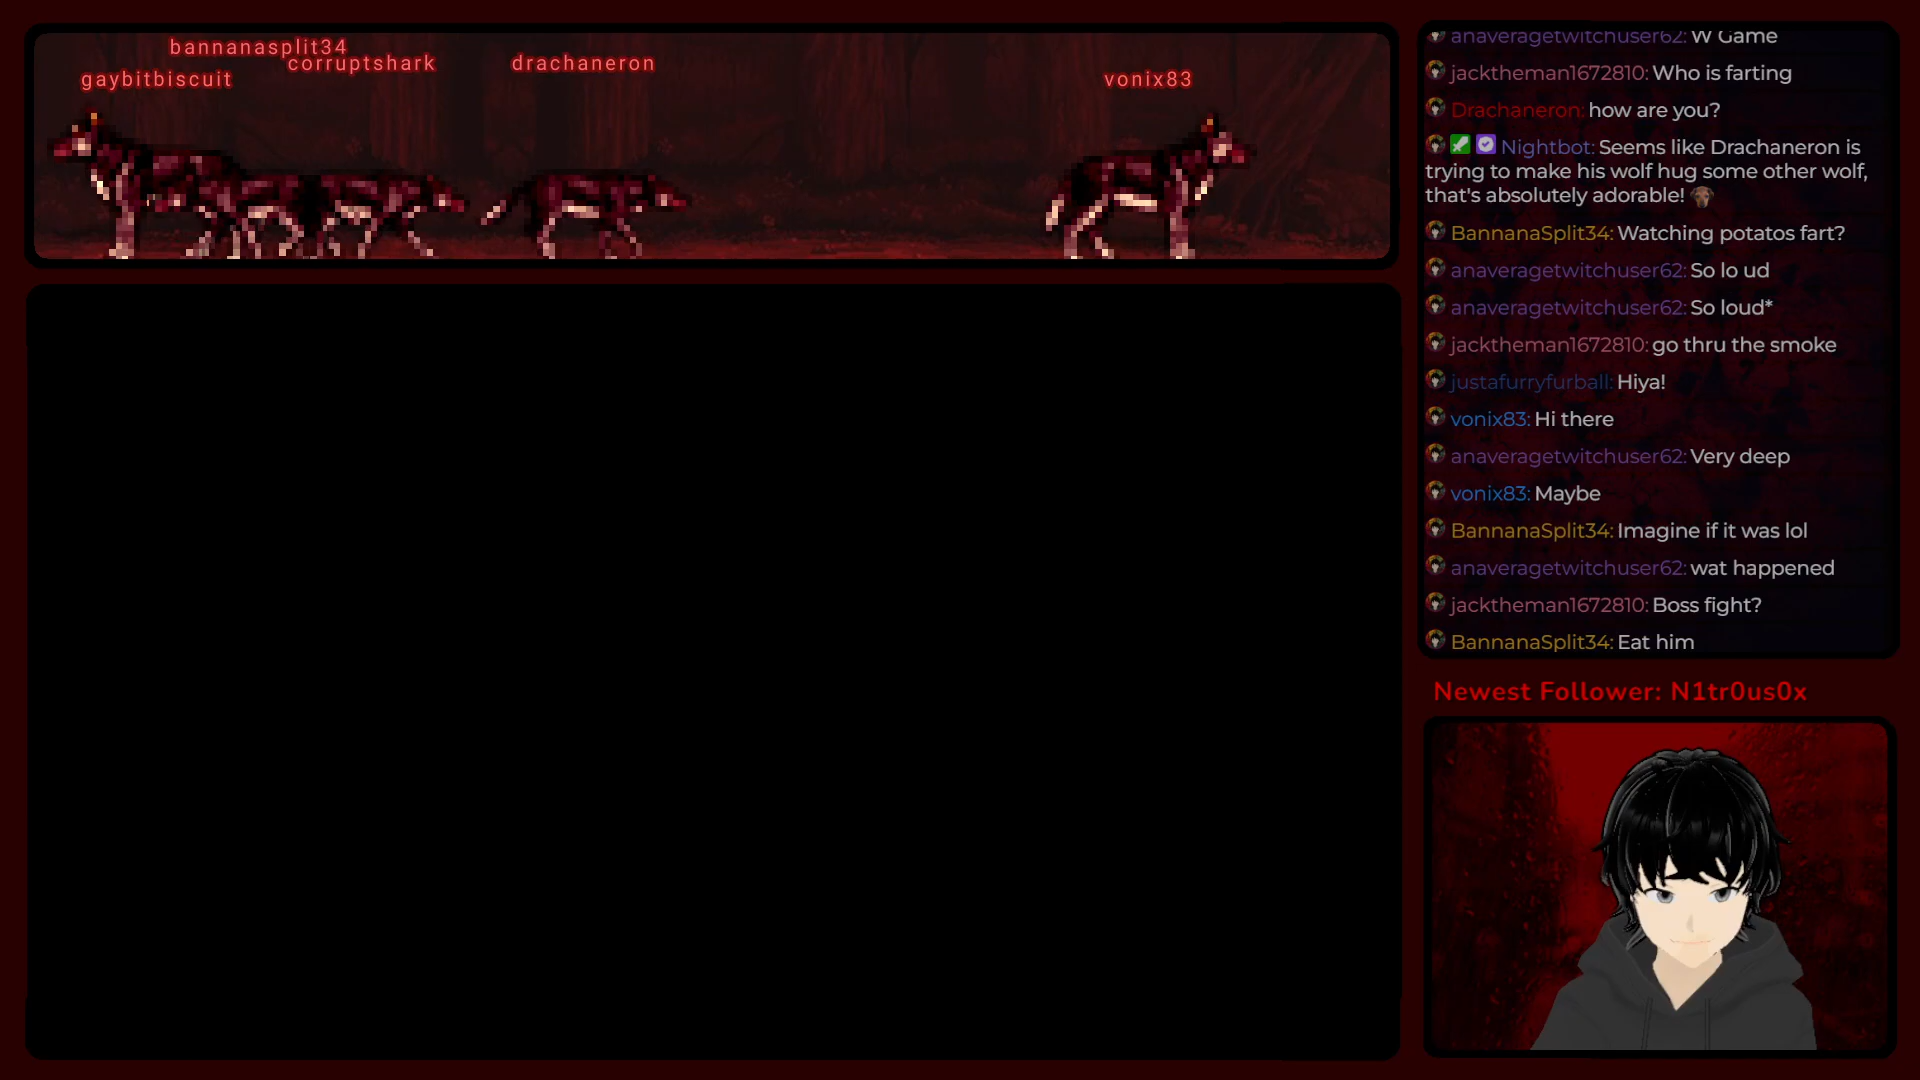 bannanasplit34
corruptshark
drachaneron
gaybitbiscuit
vonix83
anaveragetwitchuser62: W Game
jacktheman1672810: Who is farting
Drachaneron: how are you?
Nightbot: Seems like Drachaneron is
trying to make his wolf hug some other wolf,
that's absolutely adorable!
BannanaSplit34: Watching potatos fart?
anaveragetwitchuser62: So lo ud
anaveragetwitchuser62: So loud*
jacktheman1672810: go thru the smoke
justafurryfurball: Hiya!
vonix83: Hi there
anaveragetwitchuser62: Very deep
vonix83: Maybe
BannanaSplit34: Imagine if it was lol
anaveragetwitchuser62: wat happened
jacktheman1672810: Boss fight?
BannanaSplit34: Eat him
Newest Follower: N1tr0us0x